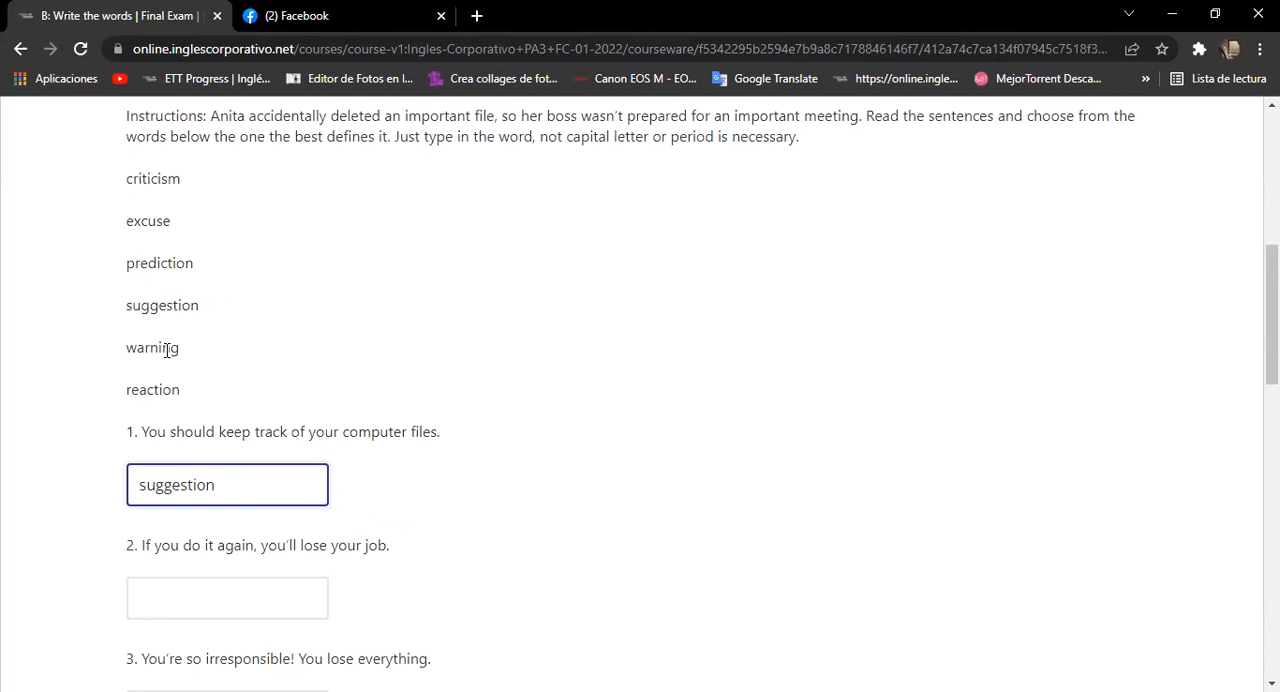 B: Write the words | Final Exam |
(2) Facebook
online.inglescorporativo.net/courses/course-v1:Ingles-Corporativo+PA3+FC-01-2022/courseware/f5342295b2594e7b9a8c7178846146f7/412a74c7ca134f07945c7518f3...
Aplicaciones
ETT Progress | Inglé...
Editor de Fotos en l...
Crea collages de fot...
Canon EOS M - EO...
Google Translate
https://online.ingle...
MejorTorrent Desca...
»
Lista de lectura
Instructions: Anita accidentally deleted an important file, so her boss wasn't prepared for an important meeting. Read the sentences and choose from the
words below the one the best defines it. Just type in the word, not capital letter or period is necessary.
criticism
excuse
prediction
suggestion
warning
reaction
1. You should keep track of your computer files.
suggestion
2. If you do it again, you'll lose your job.
3. You're so irresponsible! You lose everything.